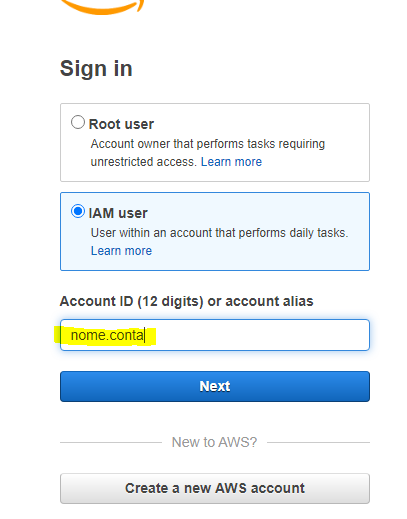 Sign in
Root user
Account owner that performs tasks requiring
unrestricted access. Learn more
IAM user
User within an account that performs daily tasks.
Learn more
Account ID (12 digits) or account alias
nome.conta
Next
New to AWS?
Create a new AWS account